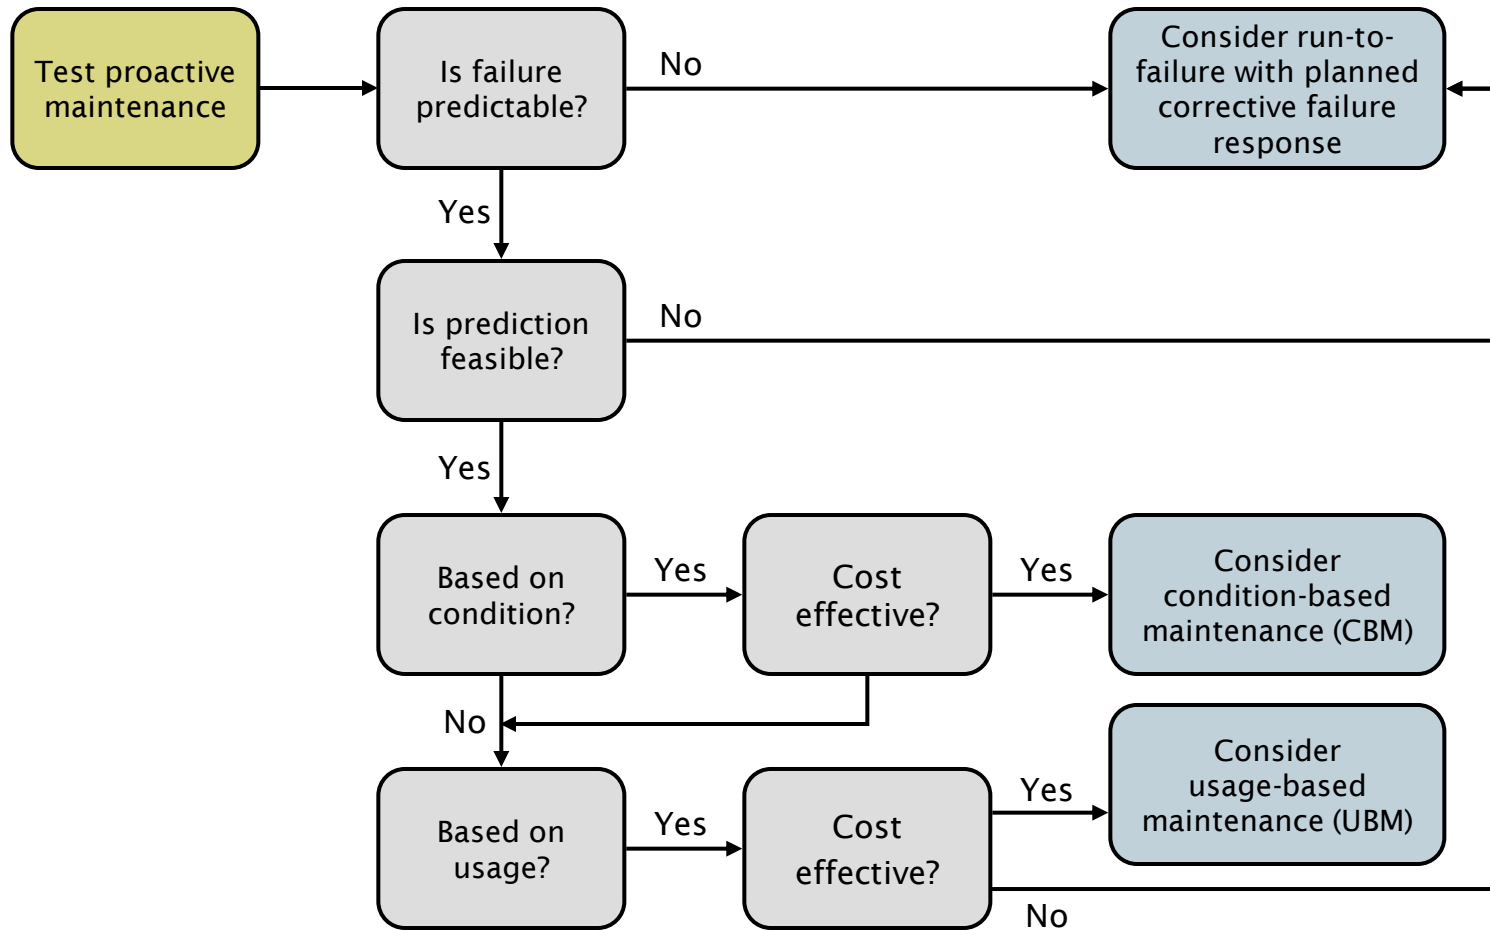 Test proactive
maintenance
Is failure
predictable?
No
Consider run-to-
failure with planned
corrective failure
response
Yes
Is prediction
feasible?
No
Yes
Based on
condition?
Yes
Cost
effective?
Yes
Consider
condition-based
maintenance (CBM)
No
Based on
usage?
Yes
Cost
effective?
Yes
Consider
usage-based
maintenance (UBM)
No